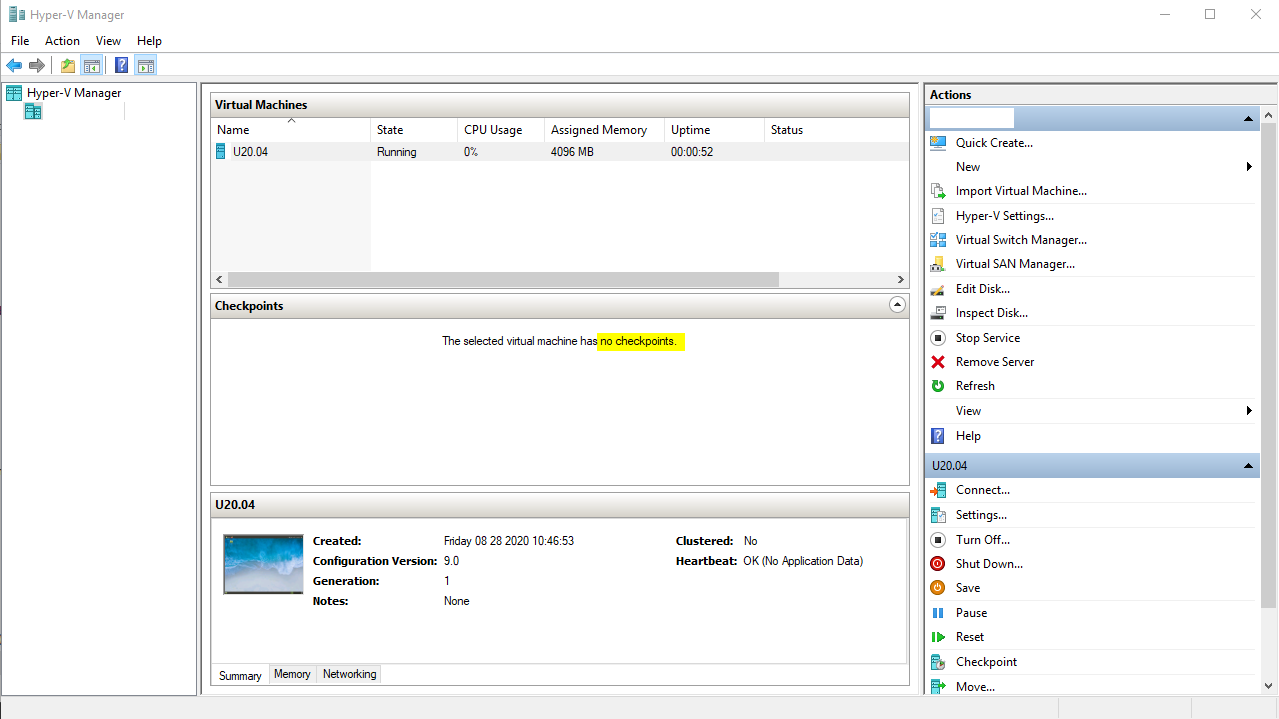 Hyper-V Manager
File Action View Help
Hyper-V Manager
Virtual Machines
Name State CPU Usage Assigned Memory Uptime Status
U20.04 Running 0% 4096 MB 00:00:52
Checkpoints
The selected virtual machine has no checkpoints.
U20.04
Created: Friday 08 28 2020 10:46:53 Clustered: No
Configuration Version: 9.0 Heartbeat: OK (No Application Data)
Generation: 1
Notes: None
Summary Memory Networking
Actions
Quick Create...
New
Import Virtual Machine...
Hyper-V Settings...
Virtual Switch Manager...
Virtual SAN Manager...
Edit Disk...
Inspect Disk...
Stop Service
Remove Server
Refresh
View
Help
U20.04
Connect...
Settings...
Turn Off...
Shut Down...
Save
Pause
Reset
Checkpoint
Move...